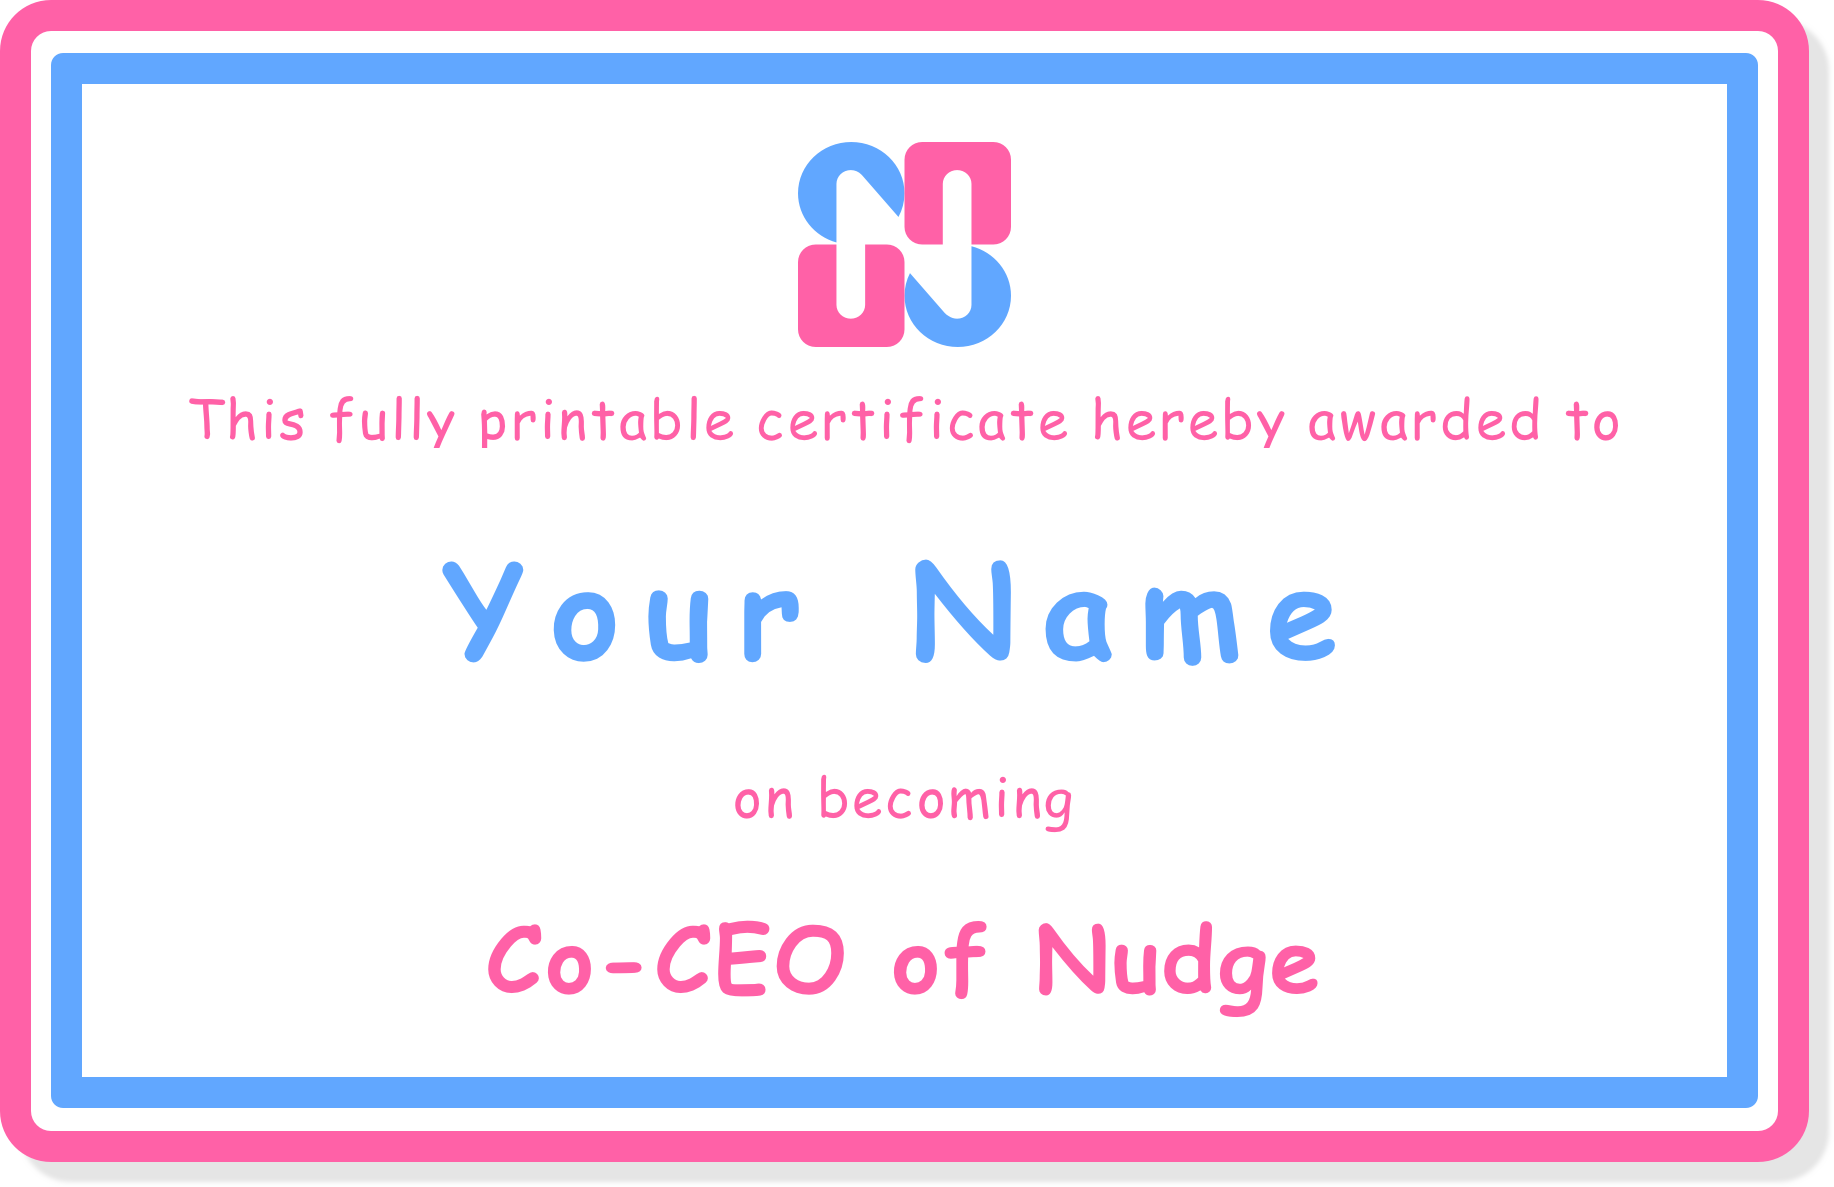 This fully printable certificate hereby awarded to
Your Name
on becoming
Co-CEO of Nudge